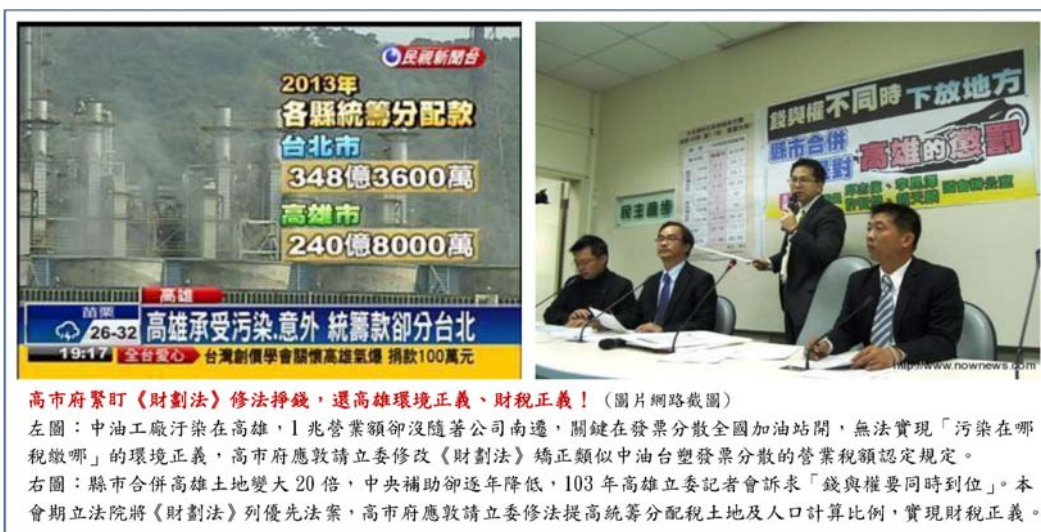 民視新聞台
2013年
各縣統籌分配款
台北市
348億3600萬
高雄市
240億8000萬
高雄
苗栗
26-32
高雄承受污染.意外 統籌款卻分台北
19:17
全台愛心
台灣創價學會關懷高雄氣爆 捐款100萬元
錢與權不同時下放地方
縣市合併
高雄的懲罰
民主進步
http://www.nownews.com
高市府緊盯《財劃法》修法掙錢，還高雄環境正義、財稅正義！（圖片網路截圖）
左圖：中油工廠汙染在高雄，1 兆營業額卻沒隨著公司南遷，關鍵在發票分散全國加油站開，無法實現「污染在哪
稅繳哪」的環境正義，高市府應敦請立委修改《財劃法》矯正類似中油台塑發票分散的營業稅額認定規定。
右圖：縣市合併高雄土地變大 20 倍，中央補助卻逐年降低，103 年高雄立委記者會訴求「錢與權要同時到位」。本
會期立法院將《財劃法》列優先法案，高市府應敦請立委修法提高統籌分配稅土地及人口計算比例，實現財稅正義。